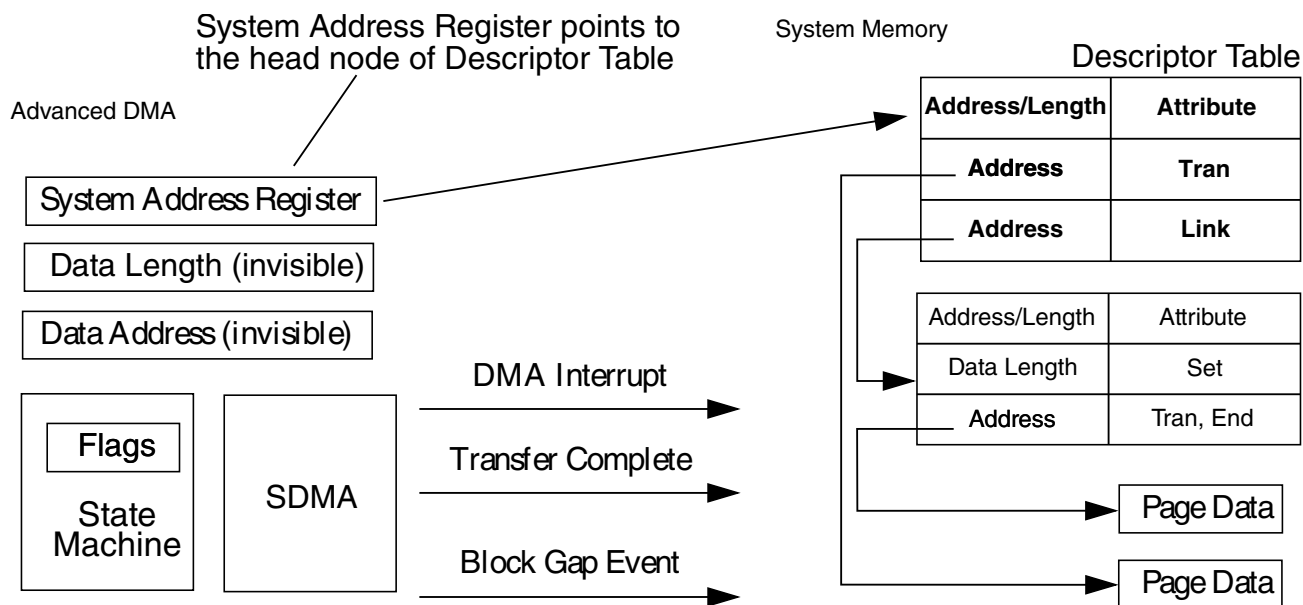 System Address Register points to
the head node of Descriptor Table
System Memory
Descriptor Table
Advanced DMA
System Address Register
Data Length (invisible)
Data Address (invisible)
Flags
State
Machine
SDMA
DMA Interrupt
Transfer Complete
Block Gap Event
Address/Length Attribute
Address Tran
Address Link
Address/Length Attribute
Data Length Set
Address Tran, End
Page Data
Page Data